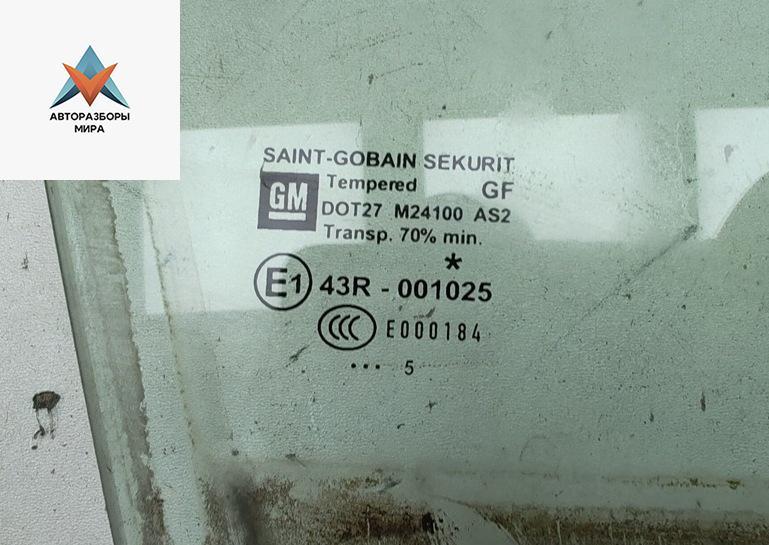 АВТОРАЗБОРЫ
МИРА
SAINT-GOBAIN SEKURIT
GM Tempered GF
DOT27 M24100 AS2
Transp. 70% min.
*
E1 43R - 001025
CCC E000184
... 5